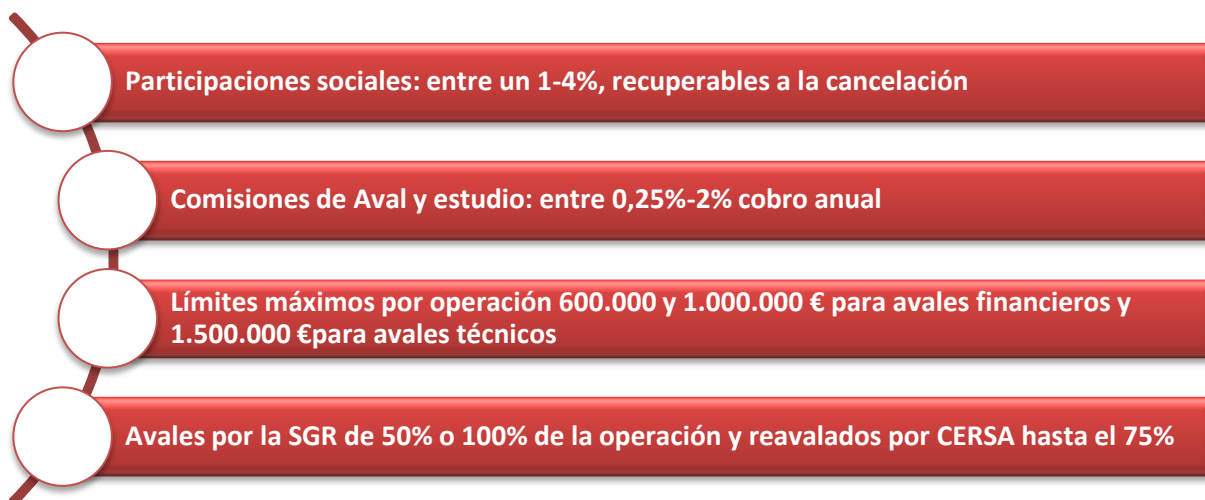 Participaciones sociales: entre un 1-4%, recuperables a la cancelación
Comisiones de Aval y estudio: entre 0,25%-2% cobro anual
Límites máximos por operación 600.000 y 1.000.000 € para avales financieros y
1.500.000 €para avales técnicos
Avales por la SGR de 50% o 100% de la operación y reavalados por CERSA hasta el 75%